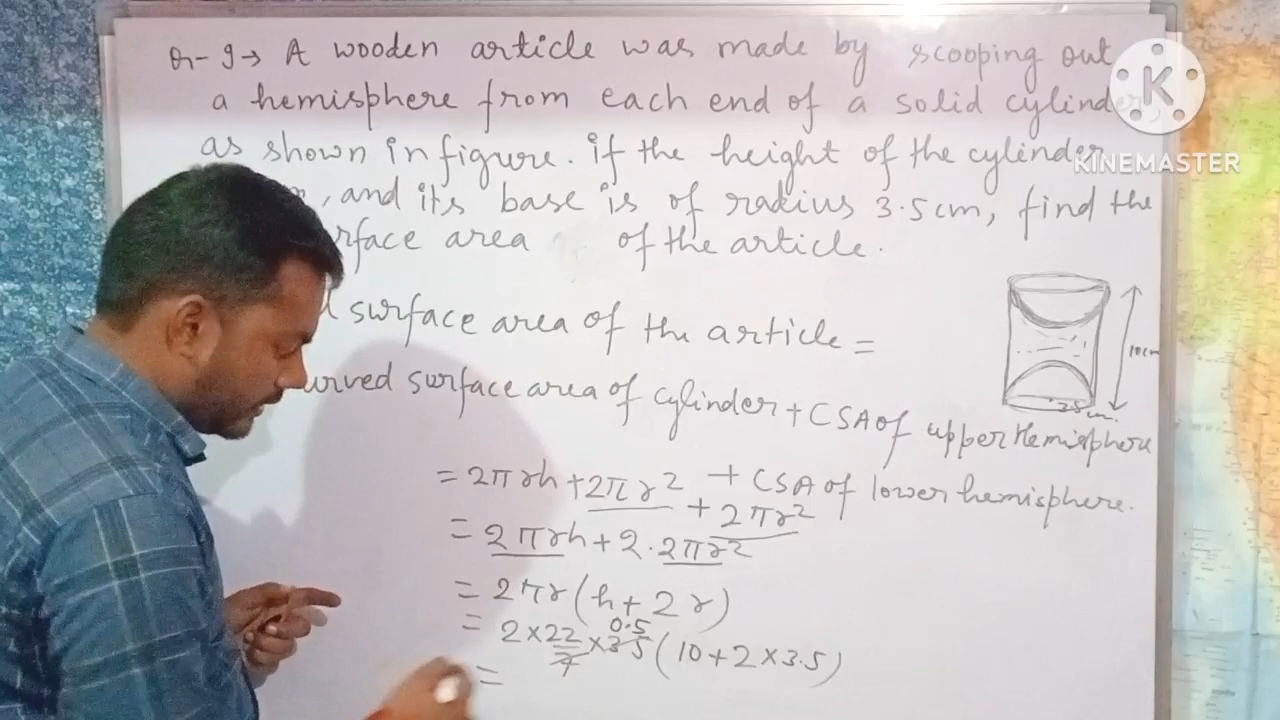 Qn-9→ A wooden article was made by scooping out
a hemisphere from each end of a solid cylinder,
as shown in figure. if the height of the cylinder
, and its base is of radius 3.5cm, find the
rface area of the article.
surface area of the article =
urved surface area of cylinder + CSA of upper Hemisphere
+ CSA of lower hemisphere.
= 2πrh + 2πr² + 2πr²
= 2πrh + 2. 2πr²
= 2πr(h + 2r)
= 2×22/7×3.5 0.5 (10+2×3.5)
=
10cm
K
KINEMASTER